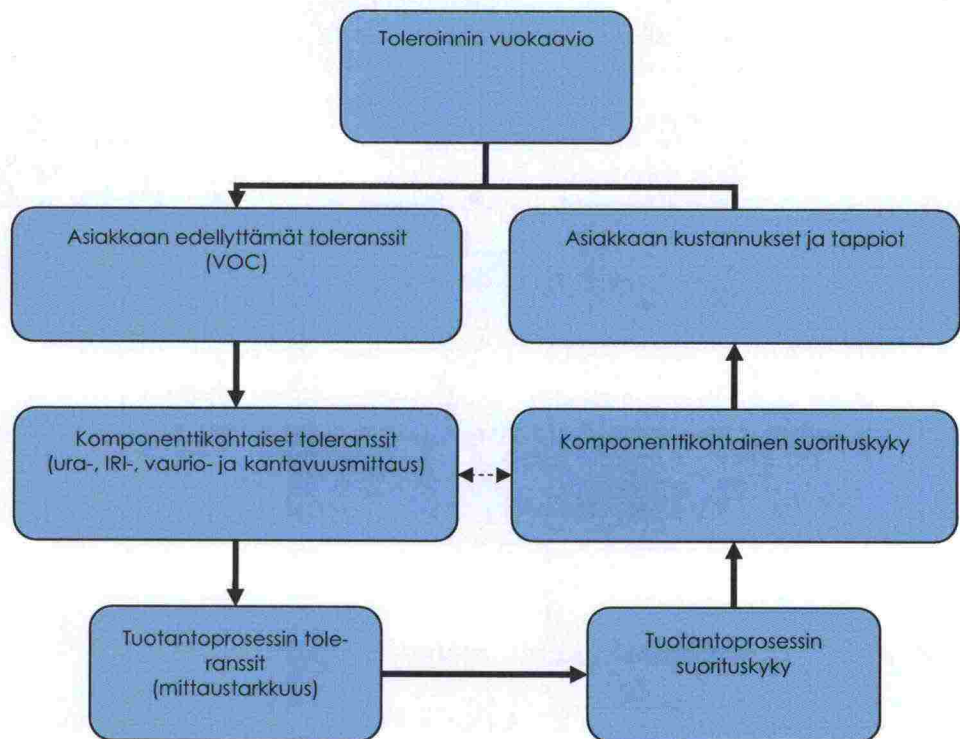 Toleroinnin vuokaavio
Asiakkaan edellyttämät toleranssit
(VOC)
Asiakkaan kustannukset ja tappiot
Komponenttikohtaiset toleranssit
(ura-, IRI-, vaurio- ja kantavuusmittaus)
Komponenttikohtainen suorituskyky
Tuotantoprosessin tole-
ranssit
(mittaustarkkuus)
Tuotantoprosessin
suorituskyky